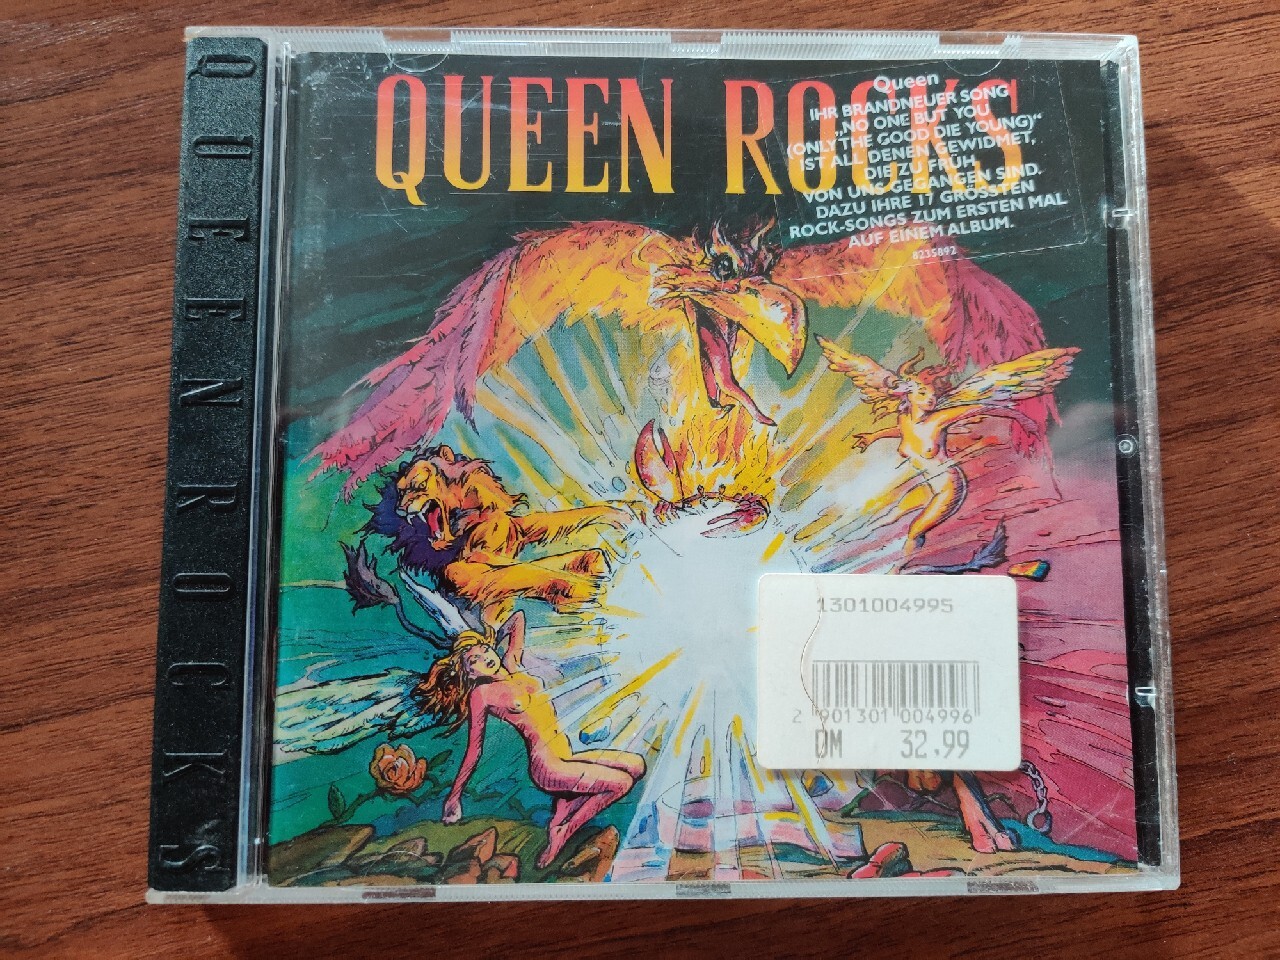 QUEEN ROCKS
QUEEN ROCKS
Queen
IHR BRANDNEUER SONG
„NO ONE BUT YOU
(ONLY THE GOOD DIE YOUNG)“
IST ALL DENEN GEWIDMET,
DIE ZU FRÜH
VON UNS GEGANGEN SIND.
DAZU IHRE 17 GRÖSSTEN
ROCK-SONGS ZUM ERSTEN MAL
AUF EINEM ALBUM.
8235892
1301004995
2 901301 004996
DM 32.99